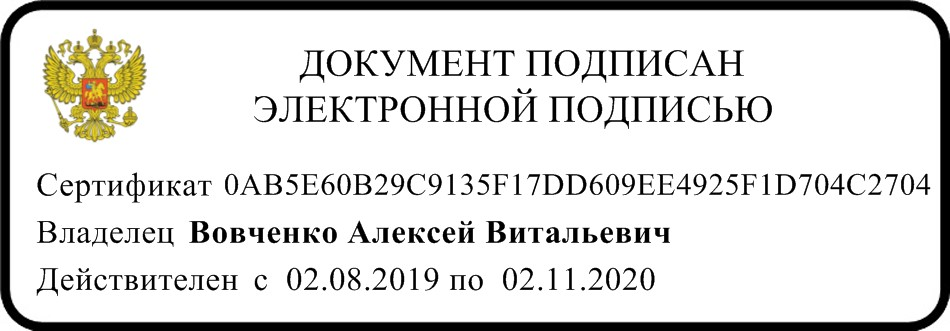 ДОКУМЕНТ ПОДПИСАН
ЭЛЕКТРОННОЙ ПОДПИСЬЮ
Сертификат 0AB5E60B29C9135F17DD609EE4925F1D704C2704
Владелец Вовченко Алексей Витальевич
Действителен с 02.08.2019 по 02.11.2020